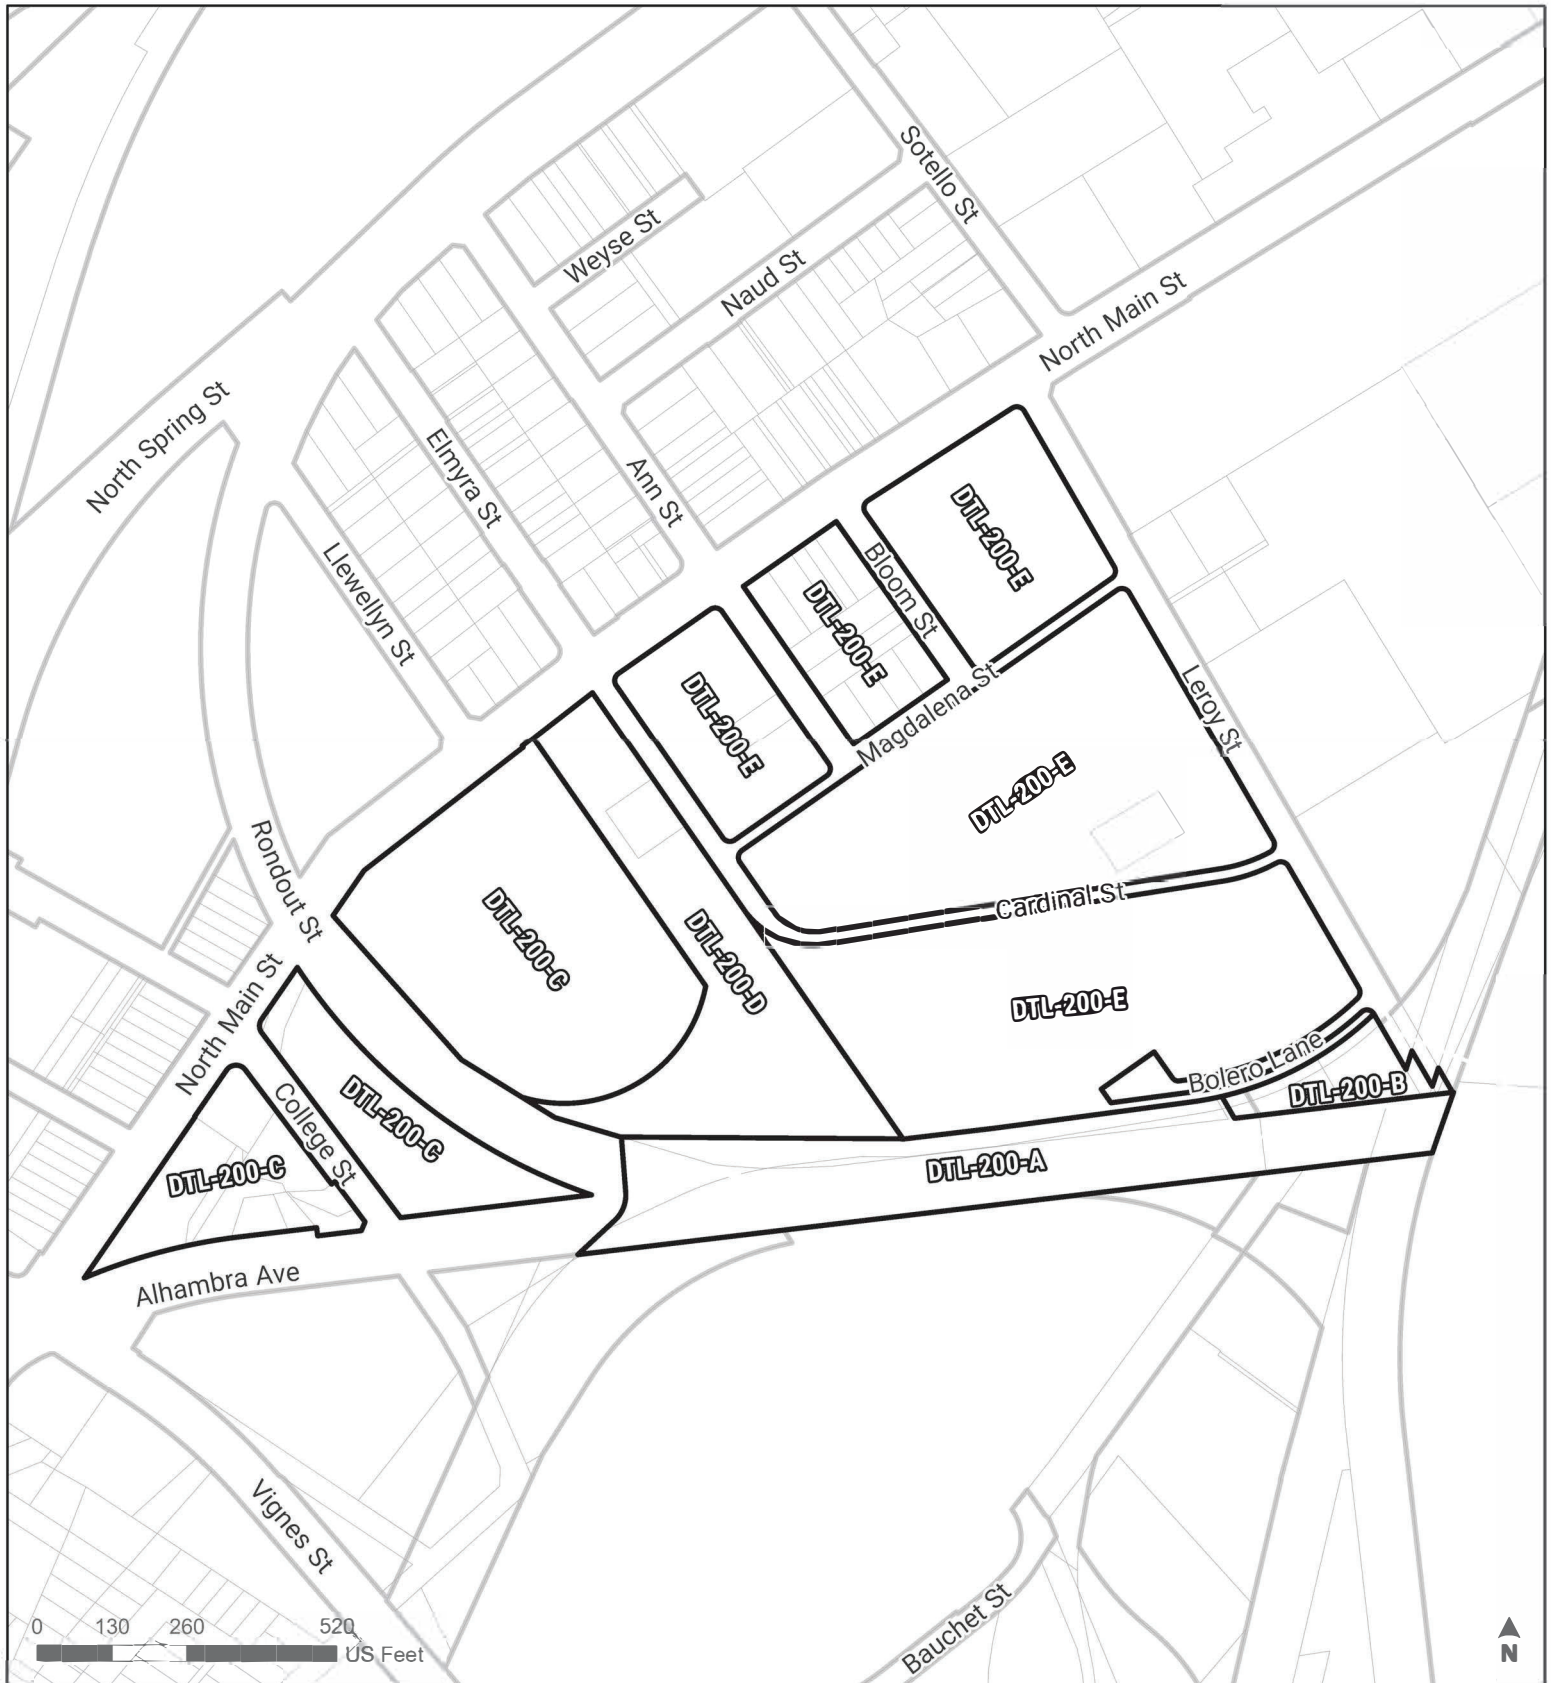 Sotello St
Weyse St
Naud St
North Main St
North Spring St
Elmyra St
Ann St
DTL-200-E
Bloom St
Llewellyn St
DTL-200-E
DTL-200-E
Magdalena St
Leroy St
DTL-200-E
Rondout St
Cardinal St
DTL-200-C
DTL-200-D
DTL-200-E
North Main St
Bolero Lane
DTL-200-B
College St
DTL-200-C
DTL-200-C
DTL-200-A
Alhambra Ave
Vignes St
Bauchet St
0 130 260 520
US Feet
N